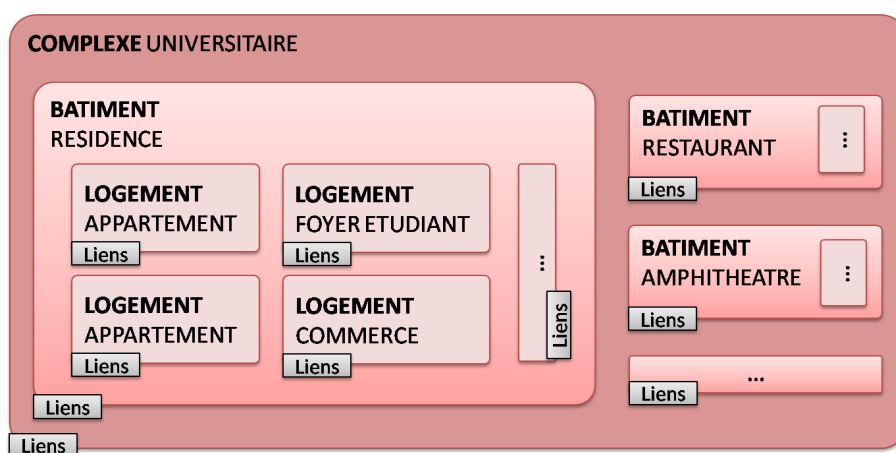 COMPLEXE UNIVERSITAIRE
BATIMENT
RESIDENCE
LOGEMENT
APPARTEMENT
Liens
LOGEMENT
FOYER ETUDIANT
Liens
LOGEMENT
APPARTEMENT
Liens
LOGEMENT
COMMERCE
Liens
...
Liens
Liens
BATIMENT
RESTAURANT
...
Liens
BATIMENT
AMPHITHEATRE
...
Liens
...
Liens
Liens